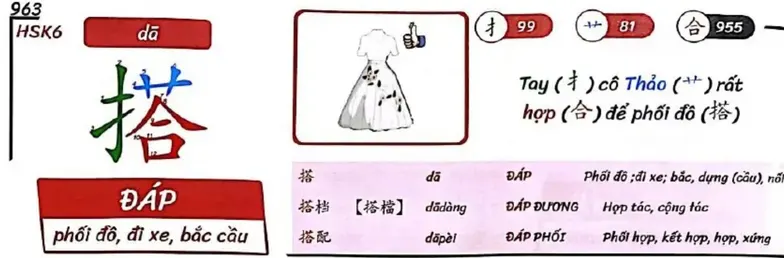 963
HSK6
dā
搭
ĐÁP
phối đồ, đi xe, bắc cầu
扌 99
艹 81
合 955
Tay (扌) cô Thảo (艹) rất
hợp (合) để phối đồ (搭)
搭 dā ĐÁP Phối đồ ;đi xe; bắc, dựng (cầu), nối
搭档 【搭檔】 dādàng ĐÁP ĐƯƠNG Hợp tác, cộng tác
搭配 dāpèi ĐÁP PHỐI Phối hợp, kết hợp, hợp, xứng